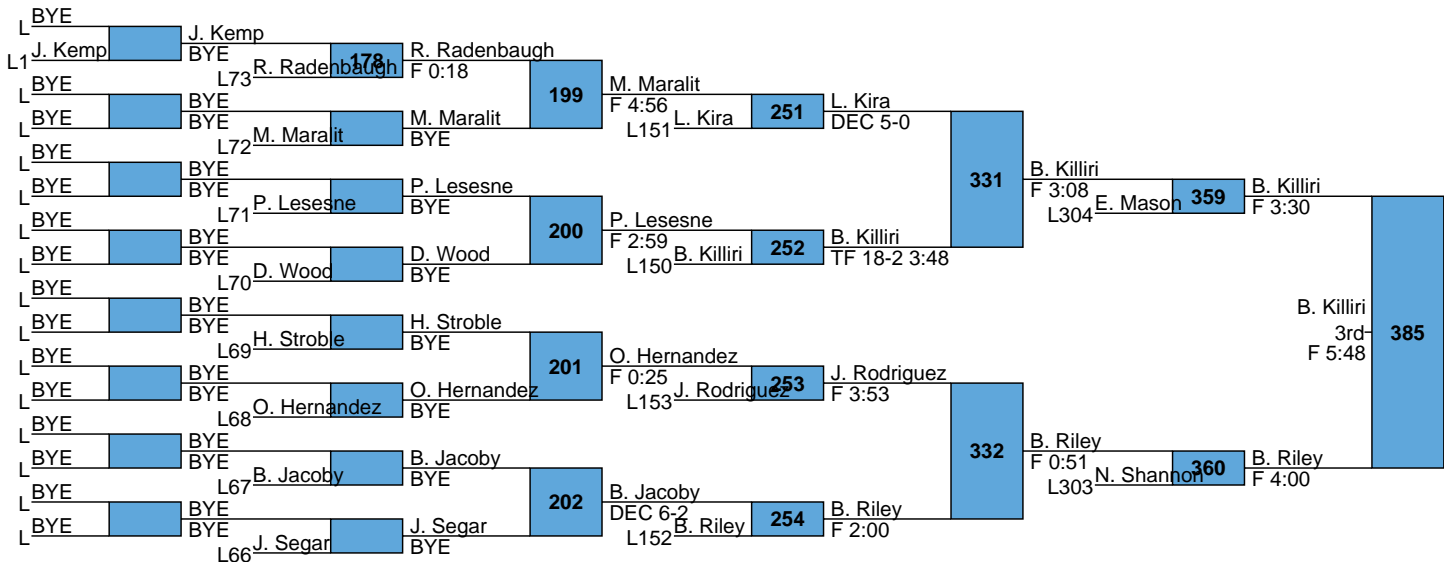 BYE
L
J. Kemp
L1
J. Kemp
BYE
R. Radenbaugh
L73
178
R. Radenbaugh
F 0:18
BYE
L
BYE
L
BYE
BYE
M. Maralit
L72
M. Maralit
BYE
199
M. Maralit
F 4:56
L. Kira
L151
251
L. Kira
DEC 5-0
BYE
L
BYE
L
BYE
BYE
P. Lesesne
L71
P. Lesesne
BYE
BYE
L
BYE
L
BYE
BYE
D. Wood
L70
D. Wood
BYE
200
P. Lesesne
F 2:59
B. Killiri
L150
252
B. Killiri
TF 18-2 3:48
331
B. Killiri
F 3:08
E. Mason
L304
359
B. Killiri
F 3:30
BYE
L
BYE
L
BYE
BYE
H. Stroble
L69
H. Stroble
BYE
BYE
L
BYE
L
BYE
BYE
O. Hernandez
L68
O. Hernandez
BYE
201
O. Hernandez
F 0:25
J. Rodriguez
L153
253
J. Rodriguez
F 3:53
BYE
L
BYE
L
BYE
BYE
B. Jacoby
L67
B. Jacoby
BYE
BYE
L
BYE
L
BYE
BYE
J. Segar
L66
J. Segar
BYE
202
B. Jacoby
DEC 6-2
B. Riley
L152
254
B. Riley
F 2:00
332
B. Riley
F 0:51
N. Shannon
L303
360
B. Riley
F 4:00
385
B. Killiri
3rd
F 5:48